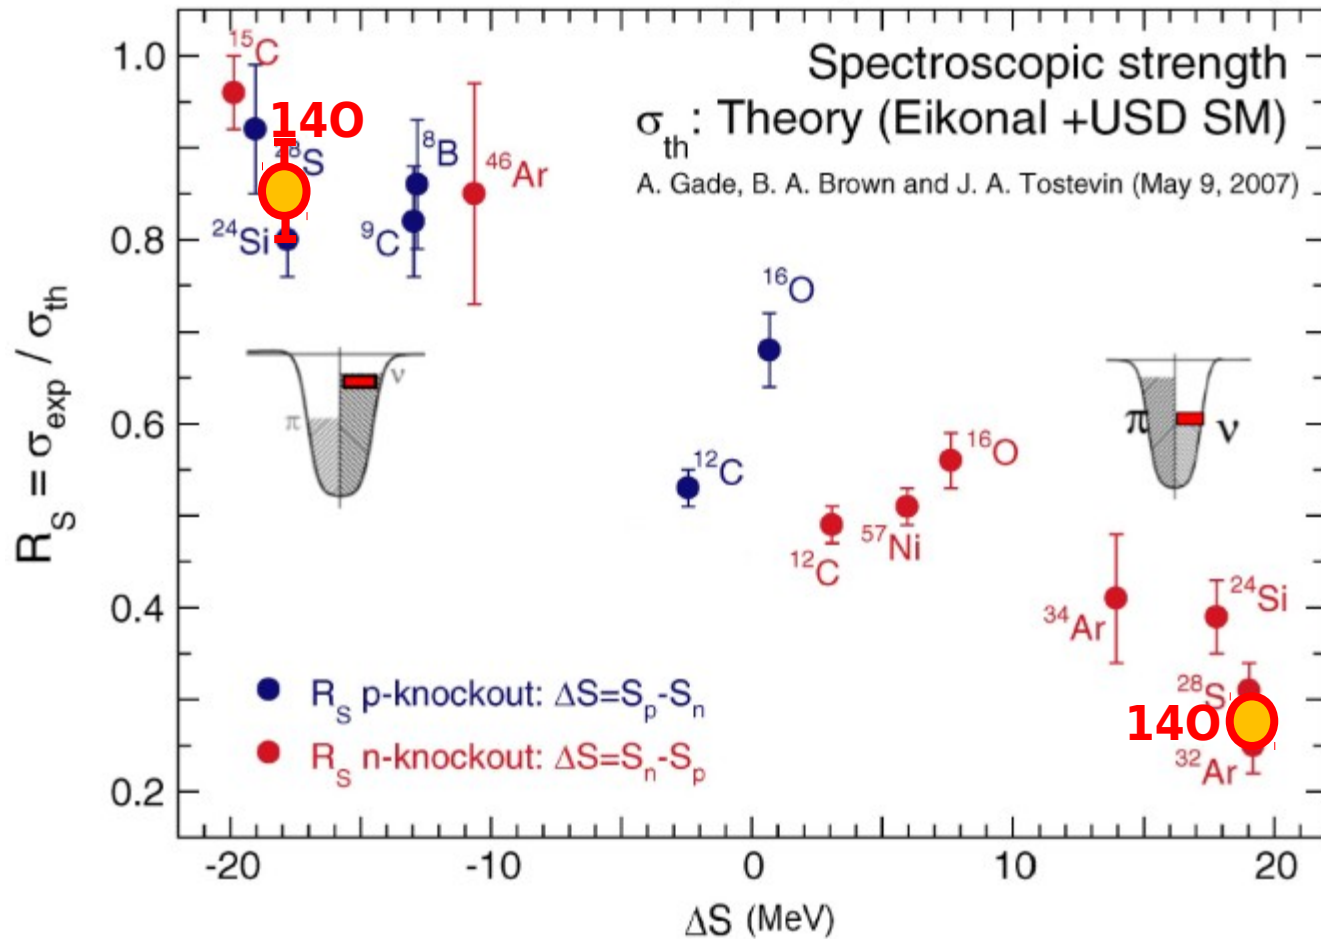 Spectroscopic strength
σth: Theory (Eikonal +USD SM)
A. Gade, B. A. Brown and J. A. Tostevin (May 9, 2007)
15C
14O
28S
24Si
8B
9C
46Ar
16O
12C
16O
12C
57Ni
34Ar
24Si
28S
14O
32Ar
π
ν
π
ν
RS p-knockout: ΔS=Sp-Sn
RS n-knockout: ΔS=Sn-Sp
RS = σexp / σth
1.0
0.8
0.6
0.4
0.2
-20
-10
0
10
20
ΔS (MeV)